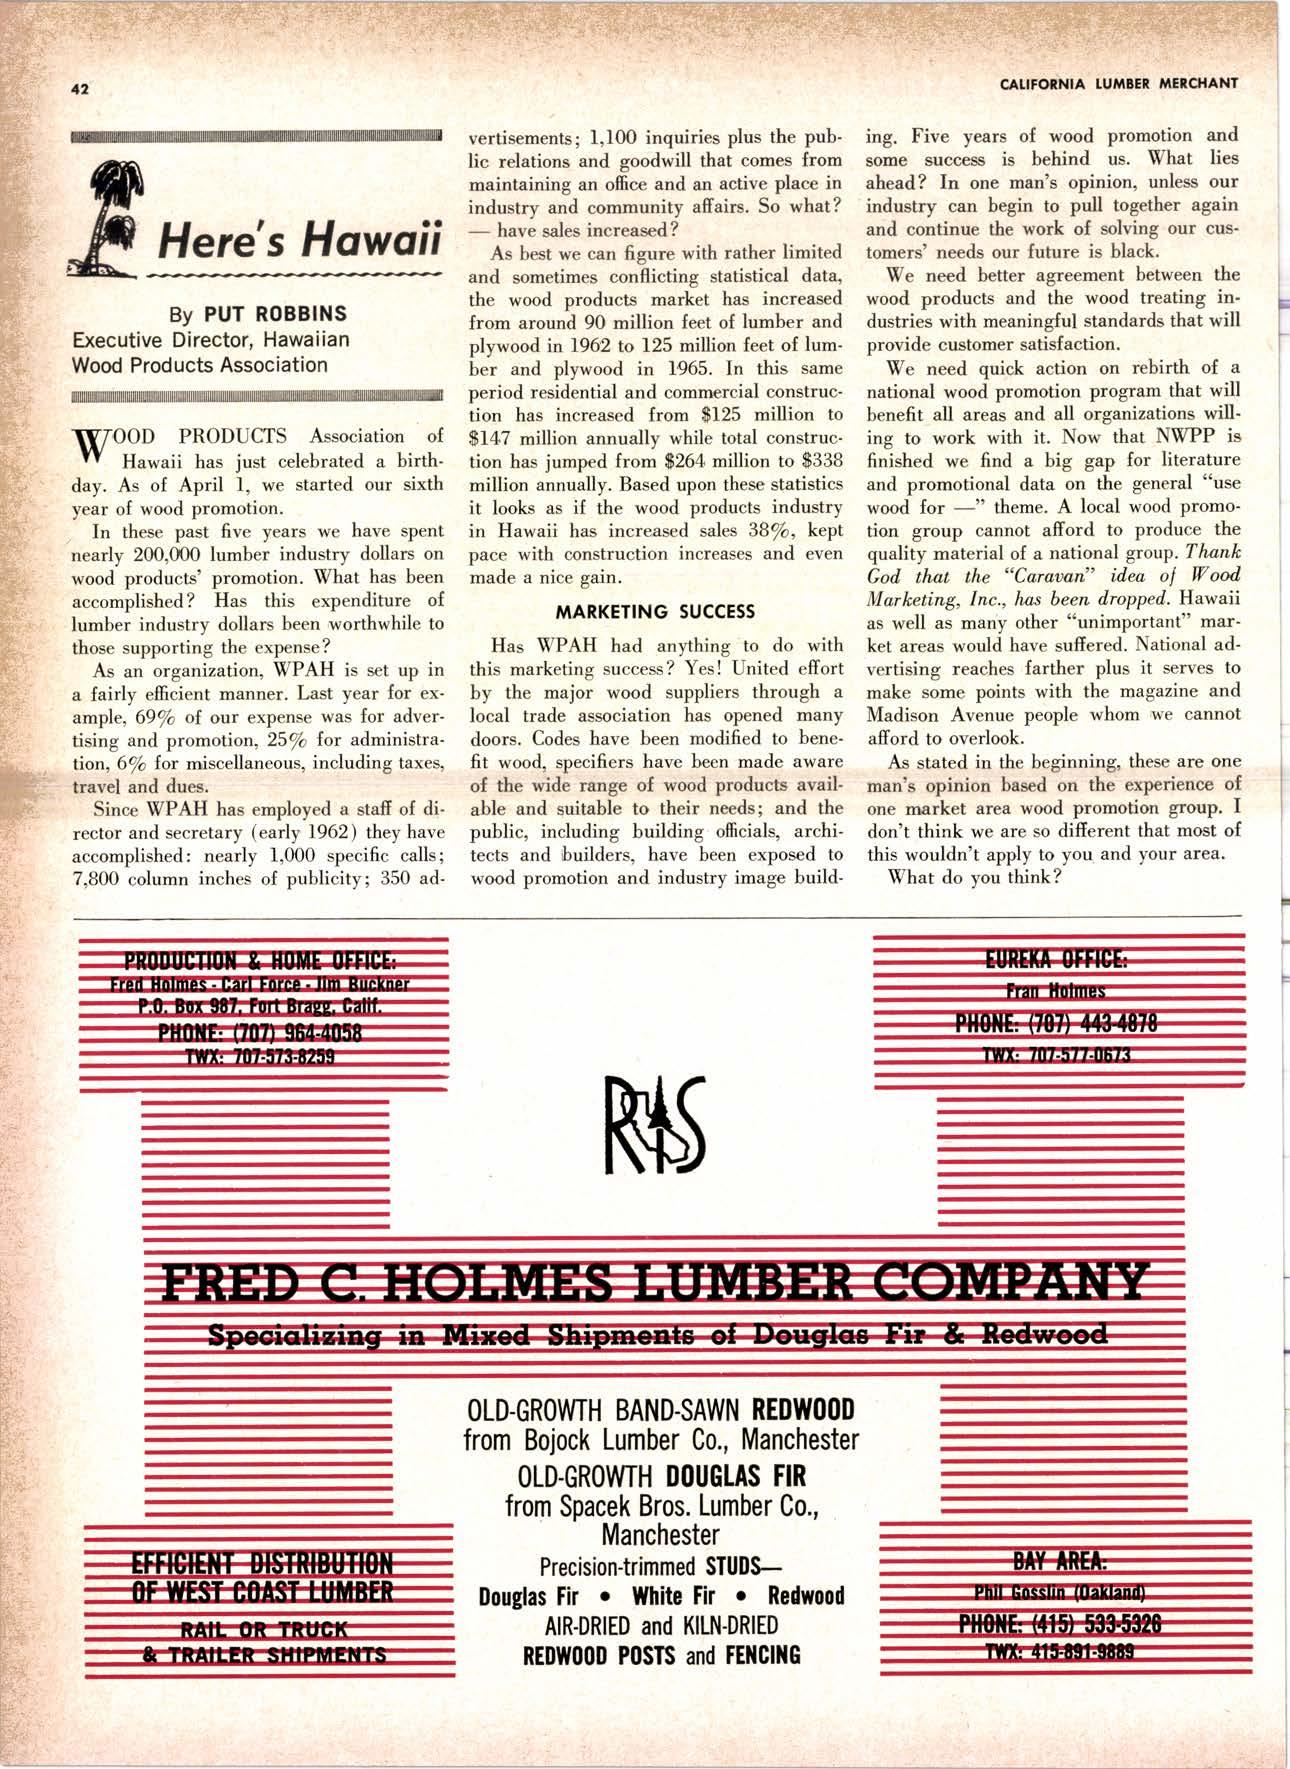 42
CALIFORNIA LUMBER MERCHANT
Here's Hawaii
By PUT ROBBINS
Executive Director, Hawaiian
Wood Products Association
WOOD PRODUCTS Association of
Hawaii has just celebrated a birth-
day. As of April 1, we started our sixth
year of wood promotion.
In these past five years we have spent
nearly 200,000 lumber industry dollars on
wood products' promotion. What has been
accomplished? Has this expenditure of
lumber industry dollars been worthwhile to
those supporting the expense?
As an organization, WPAH is set up in
a fairly efficient manner. Last year for ex-
ample, 69% of our expense was for adver-
tising and promotion, 25% for administra-
tion, 6% for miscellaneous, including taxes,
travel and dues.
Since WPAH has employed a staff of di-
rector and secretary (early 1962) they have
accomplished: nearly 1,000 specific calls;
7,800 column inches of publicity; 350 ad-
vertisements; 1,100 inquiries plus the pub-
lic relations and goodwill that comes from
maintaining an office and an active place in
industry and community affairs. So what?
— have sales increased?
As best we can figure with rather limited
and sometimes conflicting statistical data,
the wood products market has increased
from around 90 million feet of lumber and
plywood in 1962 to 125 million feet of lum-
ber and plywood in 1965. In this same
period residential and commercial construc-
tion has increased from $125 million to
$147 million annually while total construc-
tion has jumped from $264 million to $338
million annually. Based upon these statistics
it looks as if the wood products industry
in Hawaii has increased sales 38%, kept
pace with construction increases and even
made a nice gain.
MARKETING SUCCESS
Has WPAH had anything to do with
this marketing success? Yes! United effort
by the major wood suppliers through a
local trade association has opened many
doors. Codes have been modified to bene-
fit wood, specifiers have been made aware
of the wide range of wood products avail-
able and suitable to their needs; and the
public, including building officials, archi-
tects and builders, have been exposed to
wood promotion and industry image build-
ing. Five years of wood promotion and
some success is behind us. What lies
ahead? In one man's opinion, unless our
industry can begin to pull together again
and continue the work of solving our cus-
tomers' needs our future is black.
We need better agreement between the
wood products and the wood treating in-
dustries with meaningful standards that will
provide customer satisfaction.
We need quick action on rebirth of a
national wood promotion program that will
benefit all areas and all organizations will-
ing to work with it. Now that NWPP is
finished we find a big gap for literature
and promotional data on the general "use
wood for —" theme. A local wood promo-
tion group cannot afford to produce the
quality material of a national group. Thank
God that the "Caravan" idea of Wood
Marketing, Inc., has been dropped. Hawaii
as well as many other "unimportant" mar-
ket areas would have suffered. National ad-
vertising reaches farther plus it serves to
make some points with the magazine and
Madison Avenue people whom we cannot
afford to overlook.
As stated in the beginning, these are one
man's opinion based on the experience of
one market area wood promotion group. I
don't think we are so different that most of
this wouldn't apply to you and your area.
What do you think?
PRODUCTION & HOME OFFICE:
Fred Holmes - Carl Force - Jim Buckner
P.O. Box 987, Fort Bragg, Calif.
PHONE: (707) 964-4058
TWX: 707-573-8259
EUREKA OFFICE:
Fran Holmes
PHONE: (707) 443-4878
TWX: 707-577-0673
RIS
FRED C. HOLMES LUMBER COMPANY
Specializing in Mixed Shipments of Douglas Fir & Redwood
OLD-GROWTH BAND-SAWN REDWOOD
from Bojock Lumber Co., Manchester
OLD-GROWTH DOUGLAS FIR
from Spacek Bros. Lumber Co.,
Manchester
Precision-trimmed STUDS—
Douglas Fir • White Fir • Redwood
AIR-DRIED and KILN-DRIED
REDWOOD POSTS and FENCING
EFFICIENT DISTRIBUTION
OF WEST COAST LUMBER
RAIL OR TRUCK
& TRAILER SHIPMENTS
BAY AREA:
Phil Gosslin (Oakland)
PHONE: (415) 533-5326
TWX: 415-891-9889